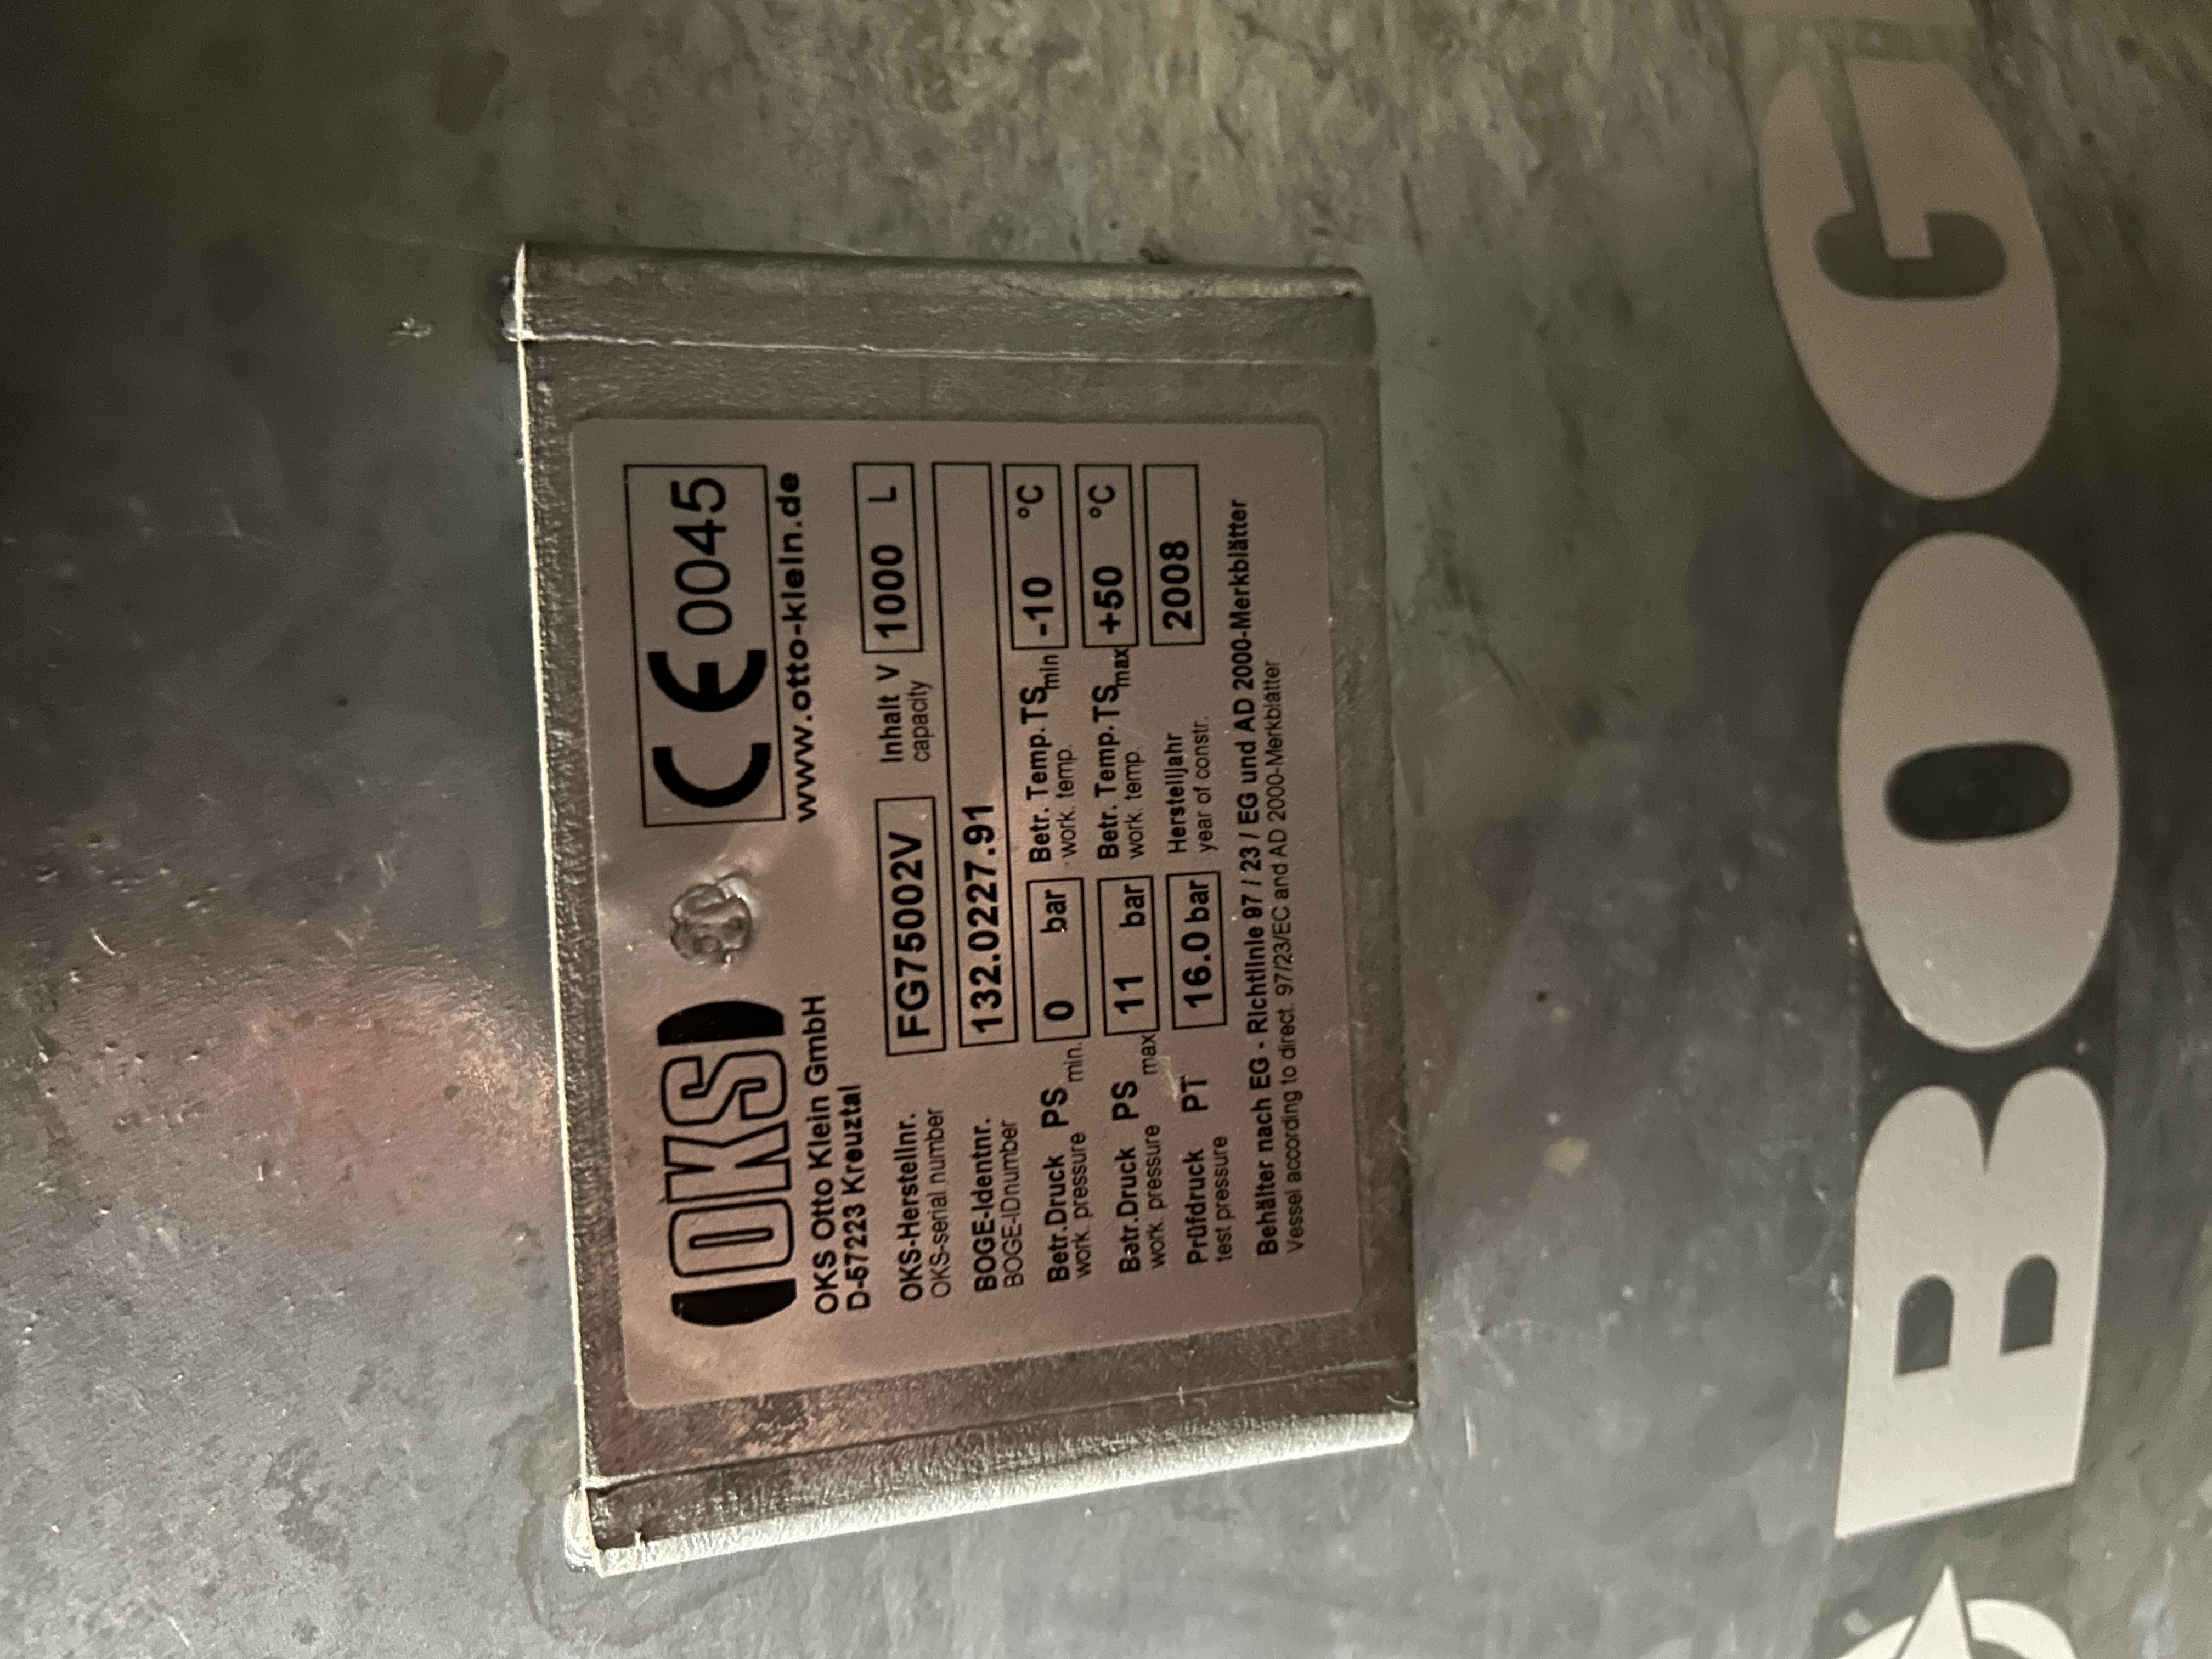 OKS
CE 0045
OKS Otto Klein GmbH
D-57223 Kreuztal
www.otto-klein.de
OKS-Herstellnr. FG75002V Inhalt V 1000 L
OKS-serial number capacity
BOGE-Identnr. 132.0227.91
BOGE-IDnumber
Betr.Druck PS min. 0 bar Betr. Temp. TS min -10 °C
work. pressure work. temp.
Betr.Druck PS max 11 bar Betr. Temp. TS max +50 °C
work. pressure work. temp.
Prüfdruck PT 16.0 bar Herstelljahr 2008
test pressure year of constr.
Behälter nach EG - Richtlinie 97 / 23 / EG und AD 2000-Merkblätter
Vessel according to direct. 97/23/EC and AD 2000-Merkblätter
BOG